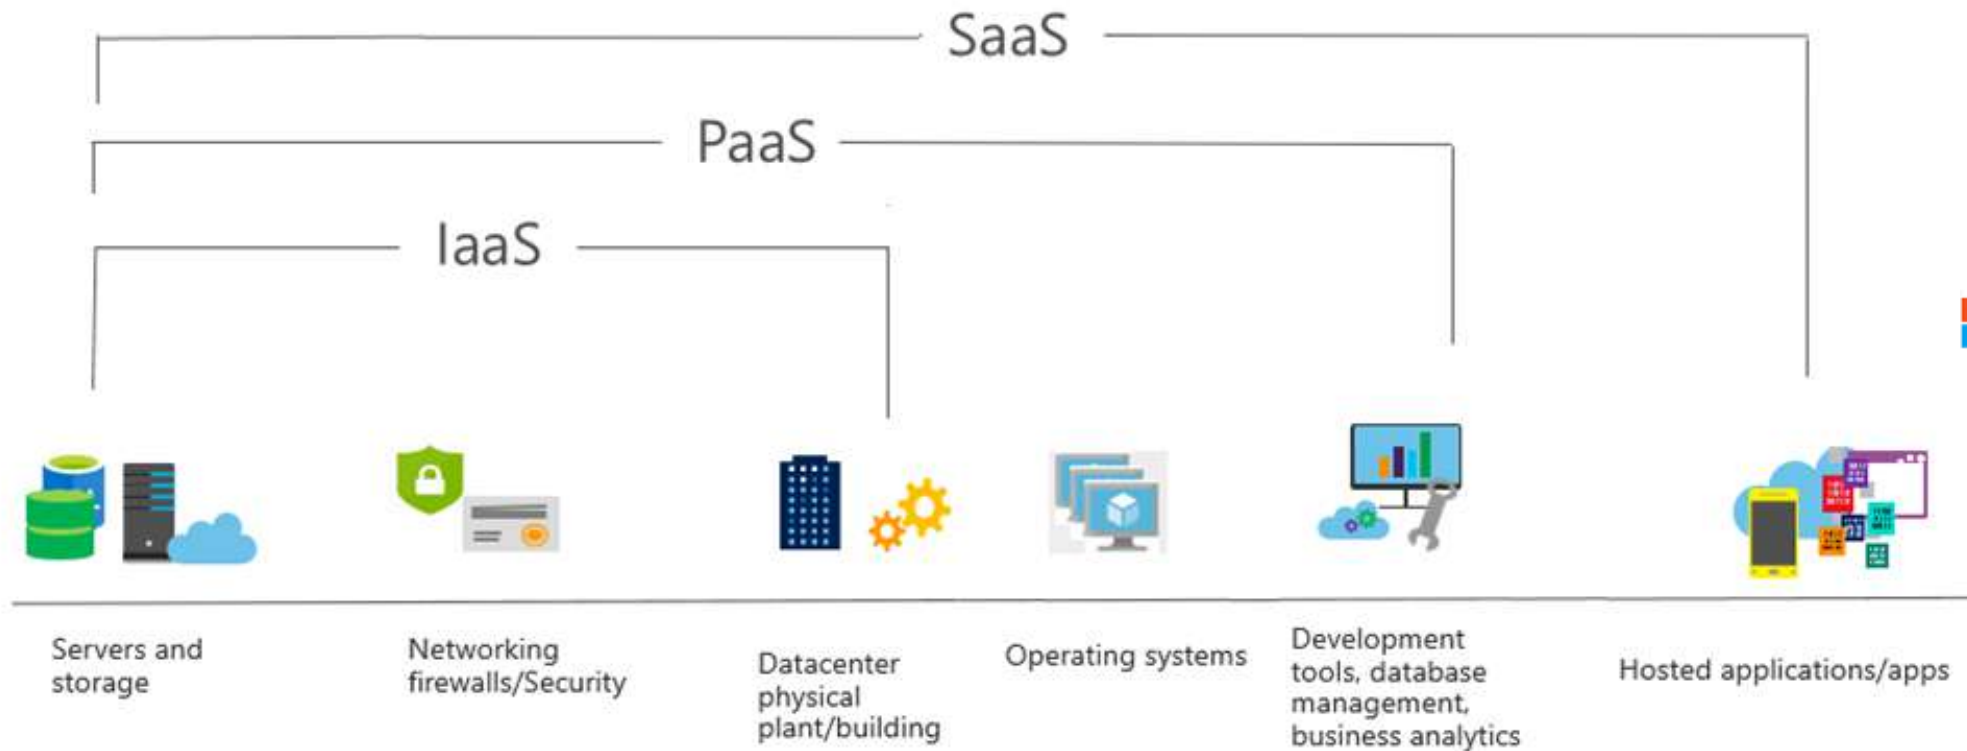 SaaS
PaaS
IaaS
Servers and
storage
Networking
firewalls/Security
Datacenter
physical
plant/building
Operating systems
Development
tools, database
management,
business analytics
Hosted applications/apps